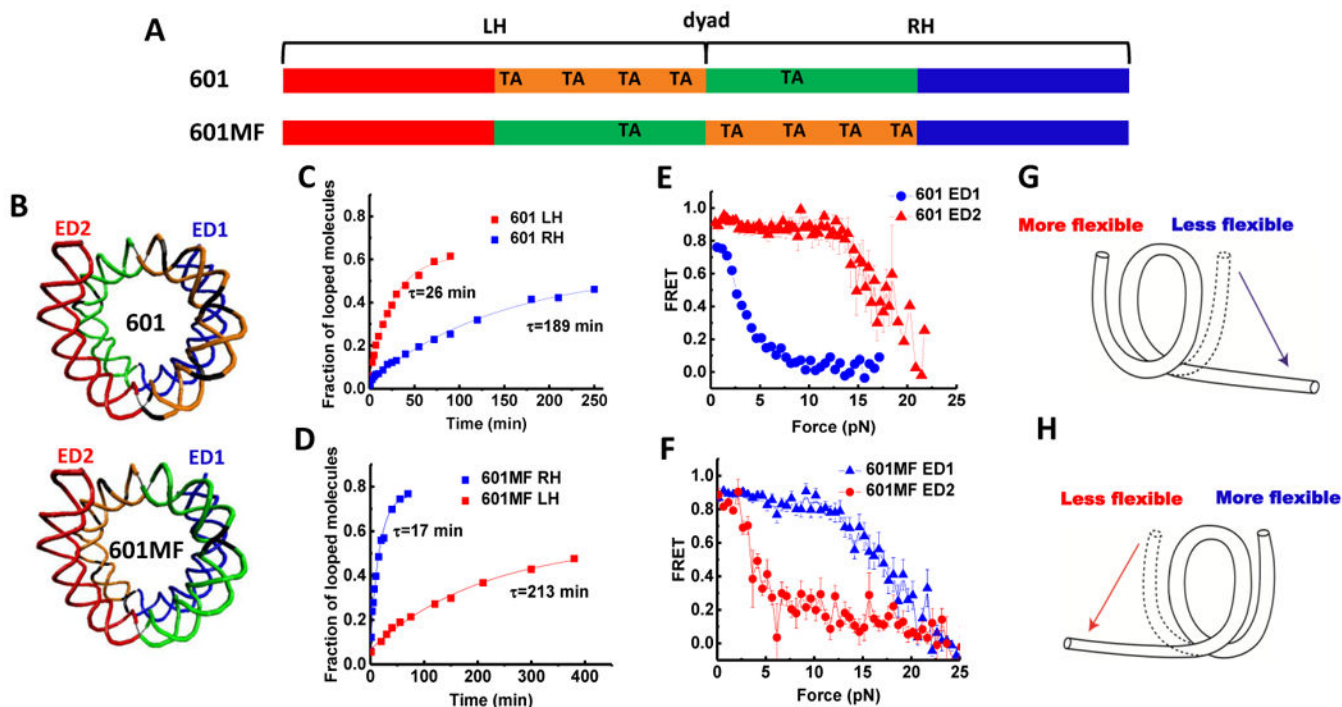 A
LH
dyad
RH
601
TA TA TA TA TA
601MF
TA TA TA TA TA
B
ED2
ED1
601
ED2
ED1
601MF
C
Fraction of looped molecules
0.8
0.6
0.4
0.2
0.0
601 LH
601 RH
τ=26 min
τ=189 min
0 50 100 150 200 250
Time (min)
D
Fraction of looped molecules
0.8
0.6
0.4
0.2
0.0
601MF RH
601MF LH
τ=17 min
τ=213 min
0 100 200 300 400
Time (min)
E
FRET
1.0
0.8
0.6
0.4
0.2
0.0
601 ED1
601 ED2
0 5 10 15 20 25
Force (pN)
F
FRET
1.0
0.8
0.6
0.4
0.2
0.0
601MF ED1
601MF ED2
0 5 10 15 20 25
Force (pN)
G
More flexible
Less flexible
H
Less flexible
More flexible